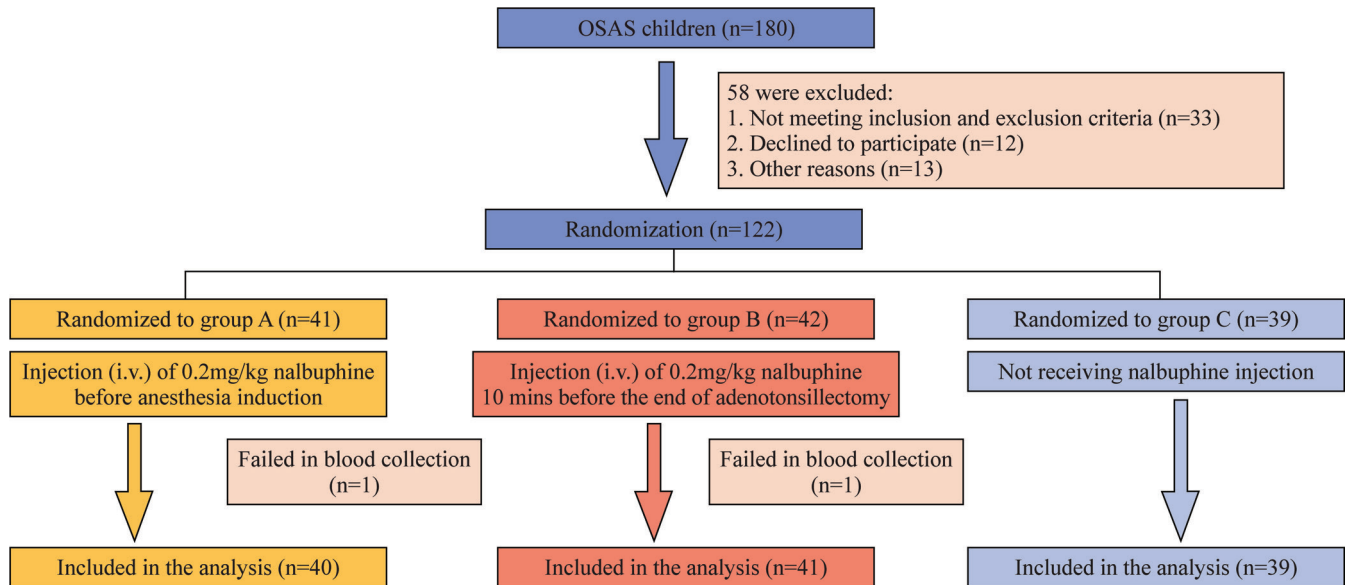 OSAS children (n=180)
58 were excluded:
1. Not meeting inclusion and exclusion criteria (n=33)
2. Declined to participate (n=12)
3. Other reasons (n=13)
Randomization (n=122)
Randomized to group A (n=41)
Randomized to group B (n=42)
Randomized to group C (n=39)
Injection (i.v.) of 0.2mg/kg nalbuphine
before anesthesia induction
Injection (i.v.) of 0.2mg/kg nalbuphine
10 mins before the end of adenotonsillectomy
Not receiving nalbuphine injection
Failed in blood collection
(n=1)
Failed in blood collection
(n=1)
Included in the analysis (n=40)
Included in the analysis (n=41)
Included in the analysis (n=39)